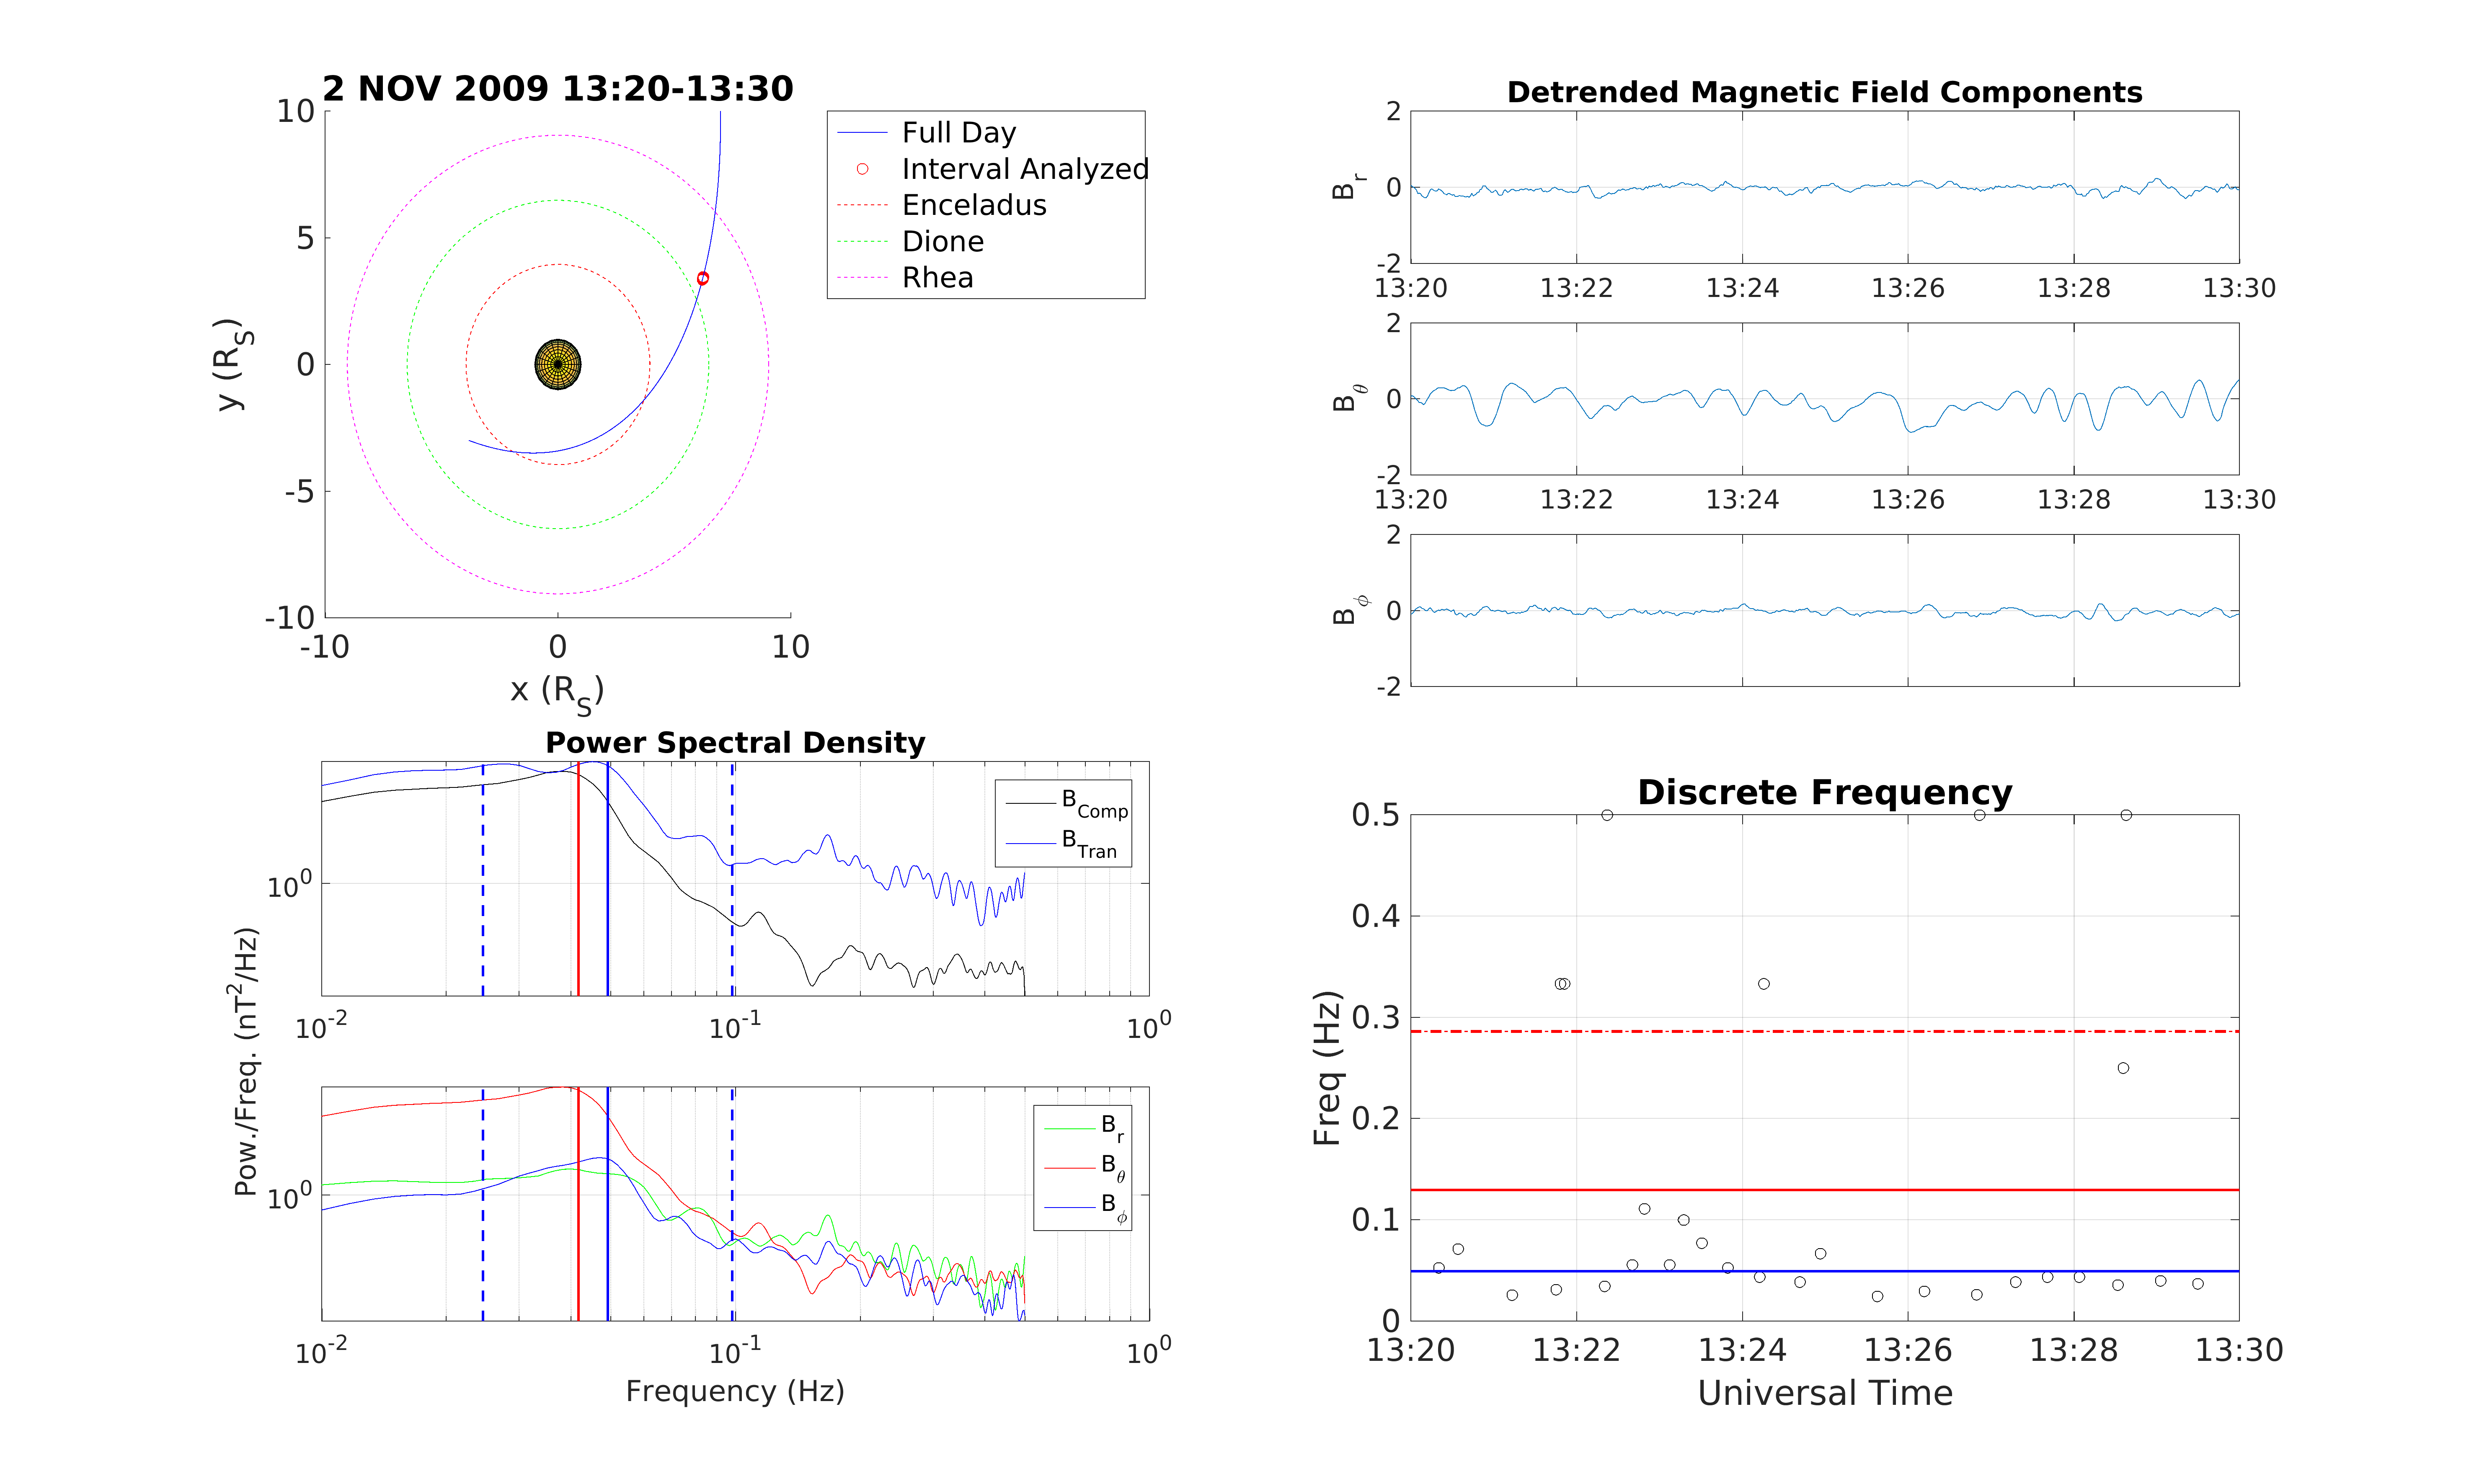 2 NOV 2009 13:20-13:30
10
5
0
-5
-10
-10 0 10
y (R_S)
x (R_S)
Full Day
Interval Analyzed
Enceladus
Dione
Rhea
Detrended Magnetic Field Components
2
0
-2
B_r
13:20 13:22 13:24 13:26 13:28 13:30
2
0
-2
B_θ
13:20 13:22 13:24 13:26 13:28 13:30
2
0
-2
B_ϕ
Power Spectral Density
10^0
B_Comp
B_Tran
10^-2 10^-1 10^0
Pow./Freq. (nT^2/Hz)
10^0
B_r
B_θ
B_ϕ
10^-2 10^-1 10^0
Frequency (Hz)
Discrete Frequency
0.5
0.4
0.3
0.2
0.1
0
Freq (Hz)
13:20 13:22 13:24 13:26 13:28 13:30
Universal Time